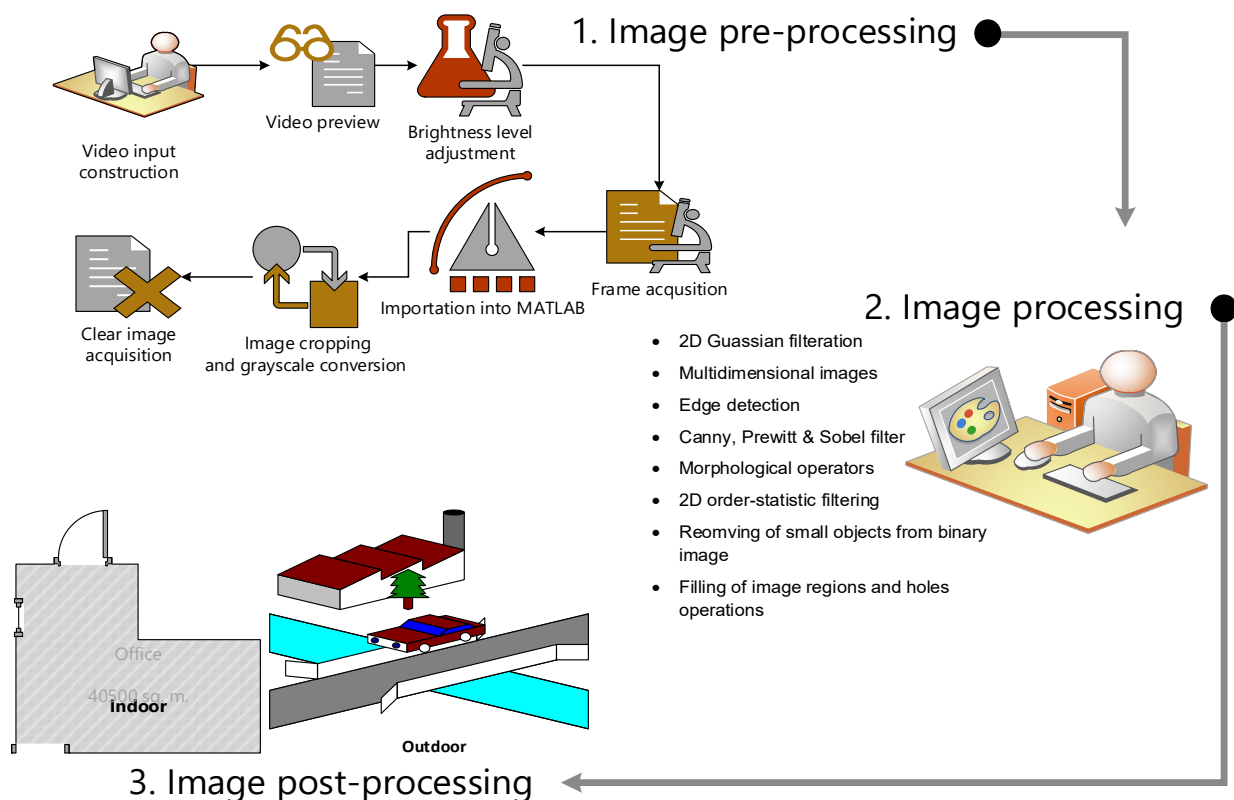 1. Image pre-processing
Video input
construction
Video preview
Brightness level
adjustment
Frame acqusition
Importation into MATLAB
Image cropping
and grayscale conversion
Clear image
acquisition
2. Image processing
• 2D Guassian filteration
• Multidimensional images
• Edge detection
• Canny, Prewitt & Sobel filter
• Morphological operators
• 2D order-statistic filtering
• Reomving of small objects from binary
image
• Filling of image regions and holes
operations
Office
40500 sq. m.
indoor
Outdoor
3. Image post-processing